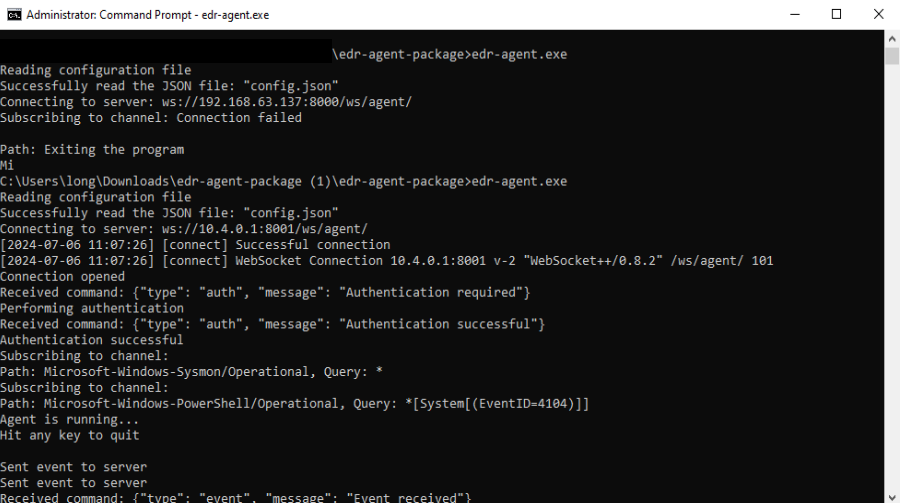 Administrator: Command Prompt - edr-agent.exe
\edr-agent-package>edr-agent.exe
Reading configuration file
Successfully read the JSON file: "config.json"
Connecting to server: ws://192.168.63.137:8000/ws/agent/
Subscribing to channel: Connection failed
Path: Exiting the program
Mi
C:\Users\long\Downloads\edr-agent-package (1)\edr-agent-package>edr-agent.exe
Reading configuration file
Successfully read the JSON file: "config.json"
Connecting to server: ws://10.4.0.1:8001/ws/agent/
[2024-07-06 11:07:26] [connect] Successful connection
[2024-07-06 11:07:26] [connect] WebSocket Connection 10.4.0.1:8001 v-2 "WebSocket++/0.8.2" /ws/agent/ 101
Connection opened
Received command: {"type": "auth", "message": "Authentication required"}
Performing authentication
Received command: {"type": "auth", "message": "Authentication successful"}
Authentication successful
Subscribing to channel:
Path: Microsoft-Windows-Sysmon/Operational, Query: *
Subscribing to channel:
Path: Microsoft-Windows-PowerShell/Operational, Query: *[System[(EventID=4104)]]
Agent is running...
Hit any key to quit
Sent event to server
Sent event to server
Received command: {"type": "event", "message": "Event received"}